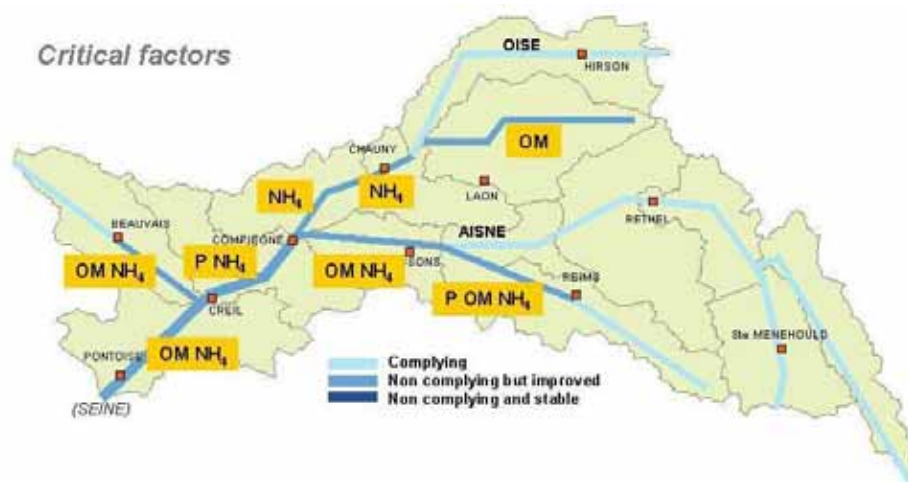 Critical factors
OISE
HIRSON
CHAUNY
OM
NH₄
NH₄
LAON
BEAUVAIS
COMPIEGNE
AISNE
RETHEL
OM NH₄
P NH₄
OM NH₄
SONS
REIMS
P OM NH₄
CREIL
Ste MENEHOULD
PONTOISE
OM NH₄
(SEINE)
Complying
Non complying but improved
Non complying and stable